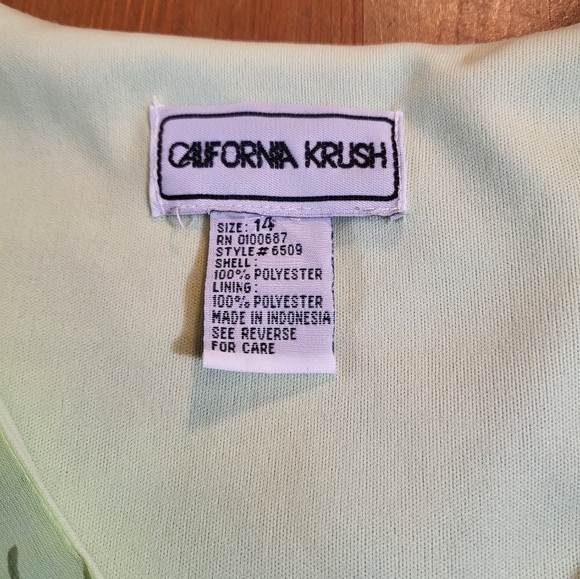 CALIFORNIA KRUSH
SIZE: 14
RN 0100687
STYLE# 6509
SHELL:
100% POLYESTER
LINING:
100% POLYESTER
MADE IN INDONESIA
SEE REVERSE
FOR CARE